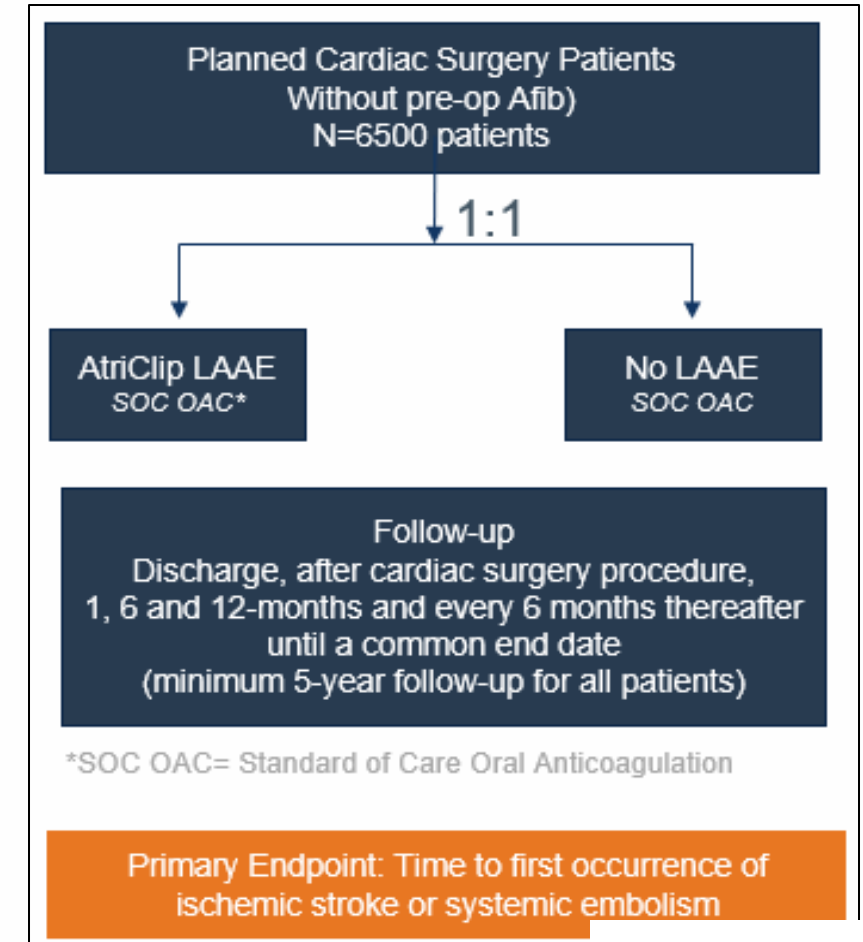 Planned Cardiac Surgery Patients
Without pre-op Afib)
N=6500 patients
1:1
AtriClip LAAE
SOC OAC*
No LAAE
SOC OAC
Follow-up
Discharge, after cardiac surgery procedure,
1, 6 and 12-months and every 6 months thereafter
until a common end date
(minimum 5-year follow-up for all patients)
*SOC OAC= Standard of Care Oral Anticoagulation
Primary Endpoint: Time to first occurrence of
ischemic stroke or systemic embolism